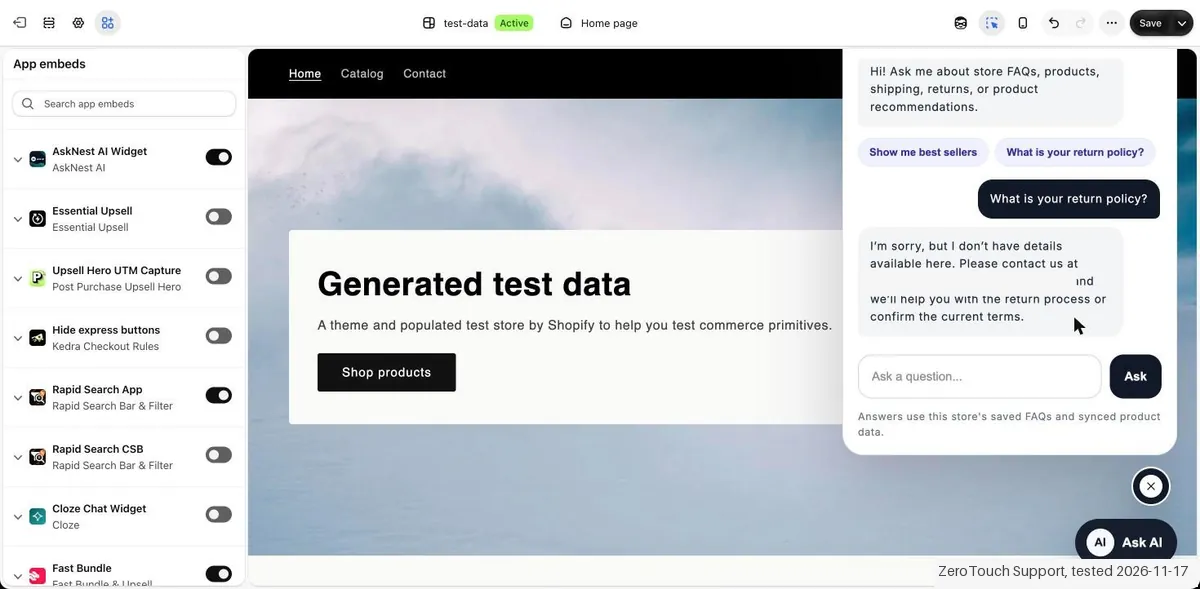 test-data Active Home page
Save
App embeds
Search app embeds
AskNest AI Widget
AskNest AI
Essential Upsell
Essential Upsell
Upsell Hero UTM Capture
Post Purchase Upsell Hero
Hide express buttons
Kedra Checkout Rules
Rapid Search App
Rapid Search Bar & Filter
Rapid Search CSB
Rapid Search Bar & Filter
Cloze Chat Widget
Cloze
Fast Bundle
Fast Bundle & Upsell
Home Catalog Contact
Generated test data
A theme and populated test store by Shopify to help you test commerce primitives.
Shop products
Hi! Ask me about store FAQs, products,
shipping, returns, or product
recommendations.
Show me best sellers What is your return policy?
What is your return policy?
I'm sorry, but I don't have details
available here. Please contact us at
and
we'll help you with the return process or
confirm the current terms.
Ask a question... Ask
Answers use this store's saved FAQs and synced product
data.
AI Ask AI
ZeroTouch Support, tested 2026-11-17